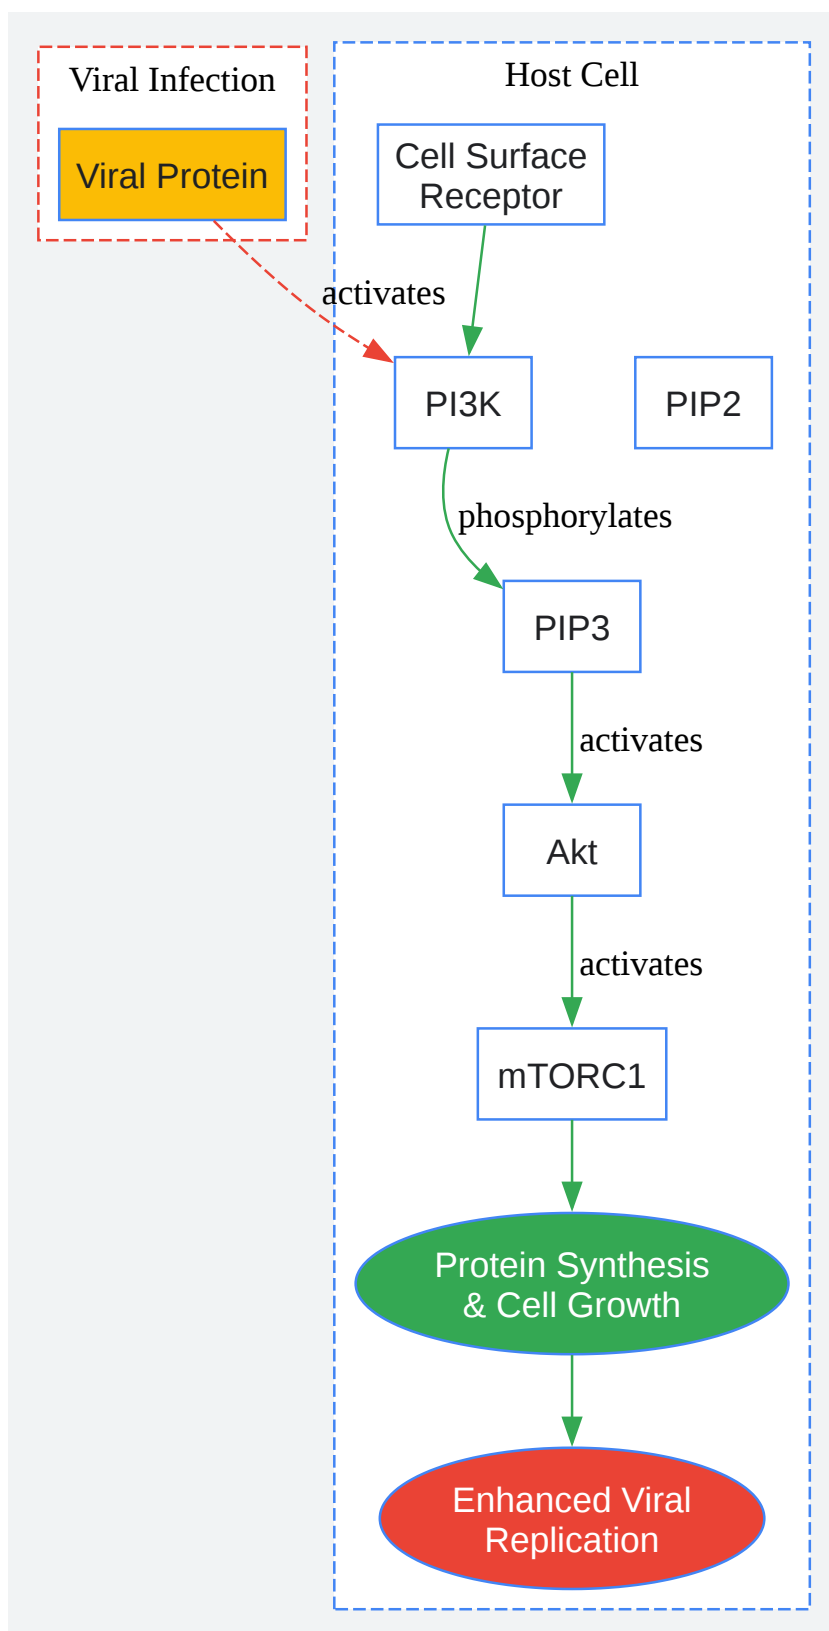 Viral Infection
Viral Protein
Host Cell
Cell Surface
Receptor
activates
PI3K
PIP2
phosphorylates
PIP3
activates
Akt
activates
mTORC1
Protein Synthesis
& Cell Growth
Enhanced Viral
Replication